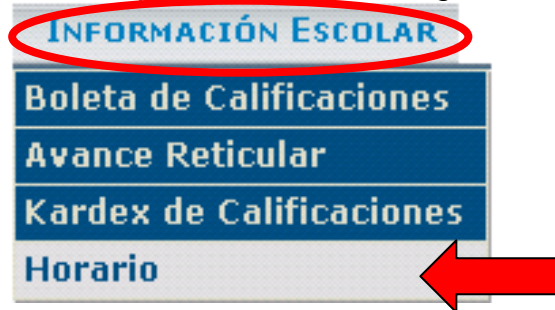 INFORMACIÓN ESCOLAR
Boleta de Calificaciones
Avance Reticular
Kardex de Calificaciones
Horario